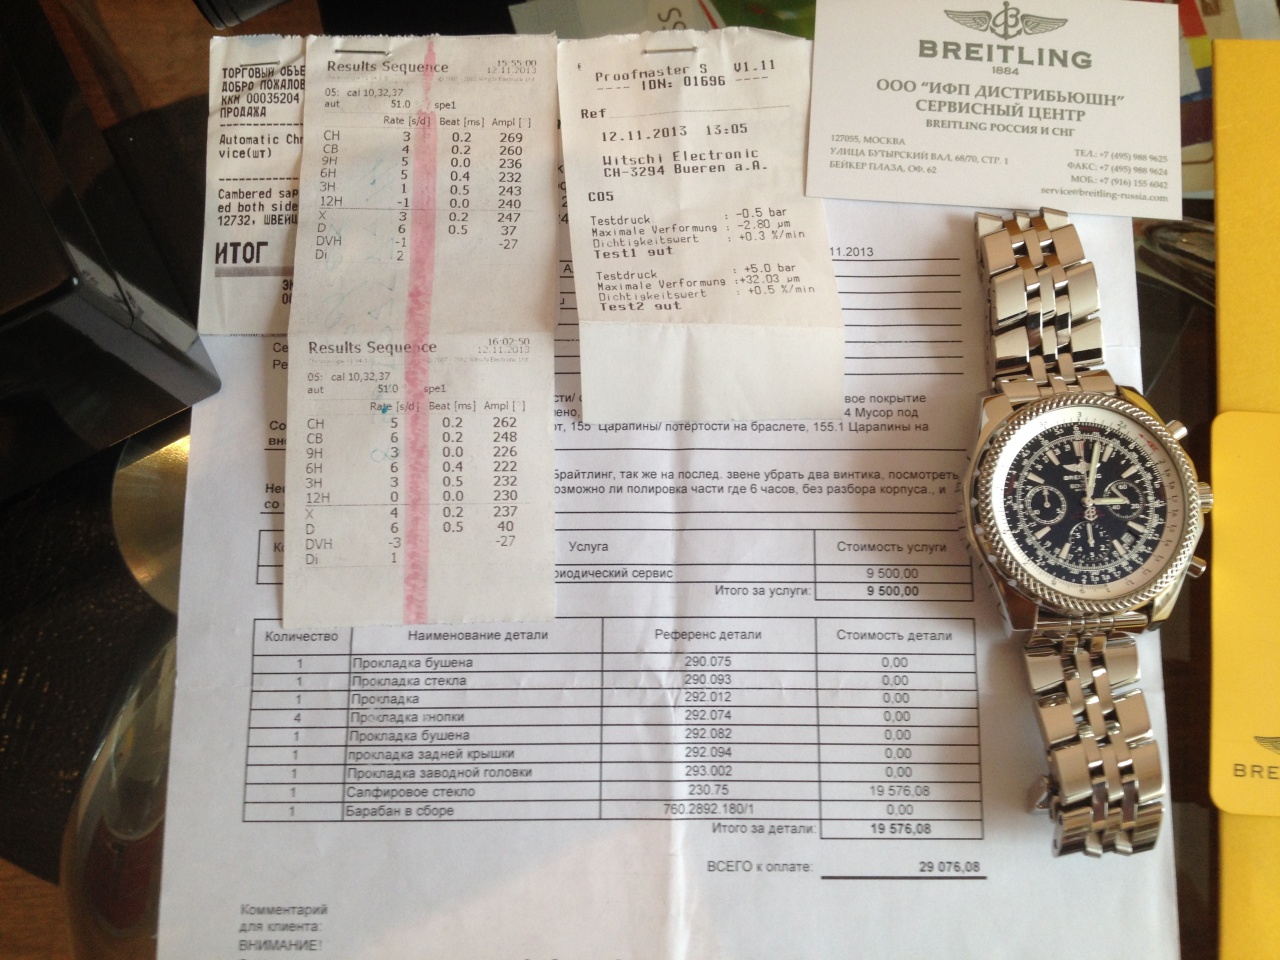 ТОРГОВЫЙ ОБЪЕ
ДОБРО ПОЖАЛОВ
ККМ 00035204
ПРОДАЖА
Automatic Chr
vice(шт)
Cambered sap
ed both side
12732, ШВЕЙЦ
ИТОГ
15:55:00
Results Sequence 12.11.2013
05: cal 10,32,37
aut 51.0 spe1
Rate [s/d] Beat [ms] Ampl [°]
CH 3 0.2 269
CB 4 0.2 260
9H 5 0.0 236
6H 5 0.4 232
3H 1 0.5 243
12H -1 0.0 240
X 3 0.2 247
D 6 0.5 37
DVH -1 -27
Di 2
16:02:50
Results Sequence 12.11.2013
05: cal 10,32,37
aut 51.0 spe1
Rate [s/d] Beat [ms] Ampl [°]
CH 5 0.2 262
CB 6 0.2 248
9H 3 0.0 226
6H 6 0.4 222
3H 3 0.5 232
12H 0 0.0 230
X 4 0.2 237
D 6 0.5 40
DVH -3 -27
Di 1
Proofmaster S V1.11
---- IDN: 01696 ----
Ref
12.11.2013 13:05
Witschi Electronic
CH-3294 Bueren a.A.
C05
Testdruck : -0.5 bar
Maximale Verformung : -2.80 µm
Dichtigkeitswert : +0.3 %/min
Test1 gut
Testdruck : +5.0 bar
Maximale Verformung :+32.03 µm
Dichtigkeitswert : +0.5 %/min
Test2 gut
BREITLING
1884
ООО "ИФП ДИСТРИБЬЮШН"
СЕРВИСНЫЙ ЦЕНТР
BREITLING РОССИЯ И СНГ
127055, МОСКВА
УЛИЦА БУТЫРСКИЙ ВАЛ, 68/70, СТР. 1
БЕЙКЕР ПЛАЗА, ОФ. 62
ТЕЛ.: +7 (495) 988 9625
ФАКС: +7 (495) 988 9624
МОБ.: +7 (916) 155 6042
service@breitling-russia.com
11.2013
вое покрытие
4 Мусор под
т, 155 Царапины/ потёртости на браслете, 155.1 Царапины на
Брайтлинг, так же на послед. звене убрать два винтика, посмотреть
озможно ли полировка части где 6 часов, без разбора корпуса., и
Услуга Стоимость услуги
риодический сервис 9 500,00
Итого за услуги: 9 500,00
Количество Наименование детали Референс детали Стоимость детали
1 Прокладка бушена 290.075 0,00
1 Прокладка стекла 290.093 0,00
1 Прокладка 292.012 0,00
4 Прокладка кнопки 292.074 0,00
1 Прокладка бушена 292.082 0,00
1 прокладка задней крышки 292.094 0,00
1 Прокладка заводной головки 293.002 0,00
1 Сапфировое стекло 230.75 19 576,08
1 Барабан в сборе 760.2892.180/1 0,00
Итого за детали: 19 576,08
ВСЕГО к оплате: 29 076,08
Комментарий
для клиента:
ВНИМАНИЕ!
BREITLING
BRE